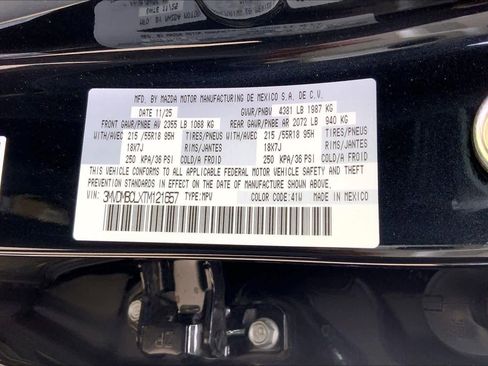 MFD. BY MAZDA MOTOR MANUFACTURING DE MEXICO S.A. DE C.V.
DATE 11/25 GVWR/PNBV 4381 LB 1987 KG
FRONT GAWR/PNBE AV 2355 LB 1068 KG REAR GAWR/PNBE AR 2072 LB 940 KG
WITH/AVEC 215 /55R18 95H TIRES/PNEUS WITH/AVEC 215 /55R18 95H TIRES/PNEUS
18X7J RIMS/JANTES 18X7J RIMS/JANTES
250 KPA/36 PSI COLD/A FROID 250 KPA/36 PSI COLD/A FROID
THIS VEHICLE CONFORMS TO ALL APPLICABLE FEDERAL MOTOR VEHICLE SAFETY AND THEFT
PREVENTION STANDARDS IN EFFECT ON THE DATE OF MANUFACTURE SHOWN ABOVE.
VIN: 3MVDMBCLXTM121657 TYPE:MPV COLOR CODE:41W MADE IN MEXICO